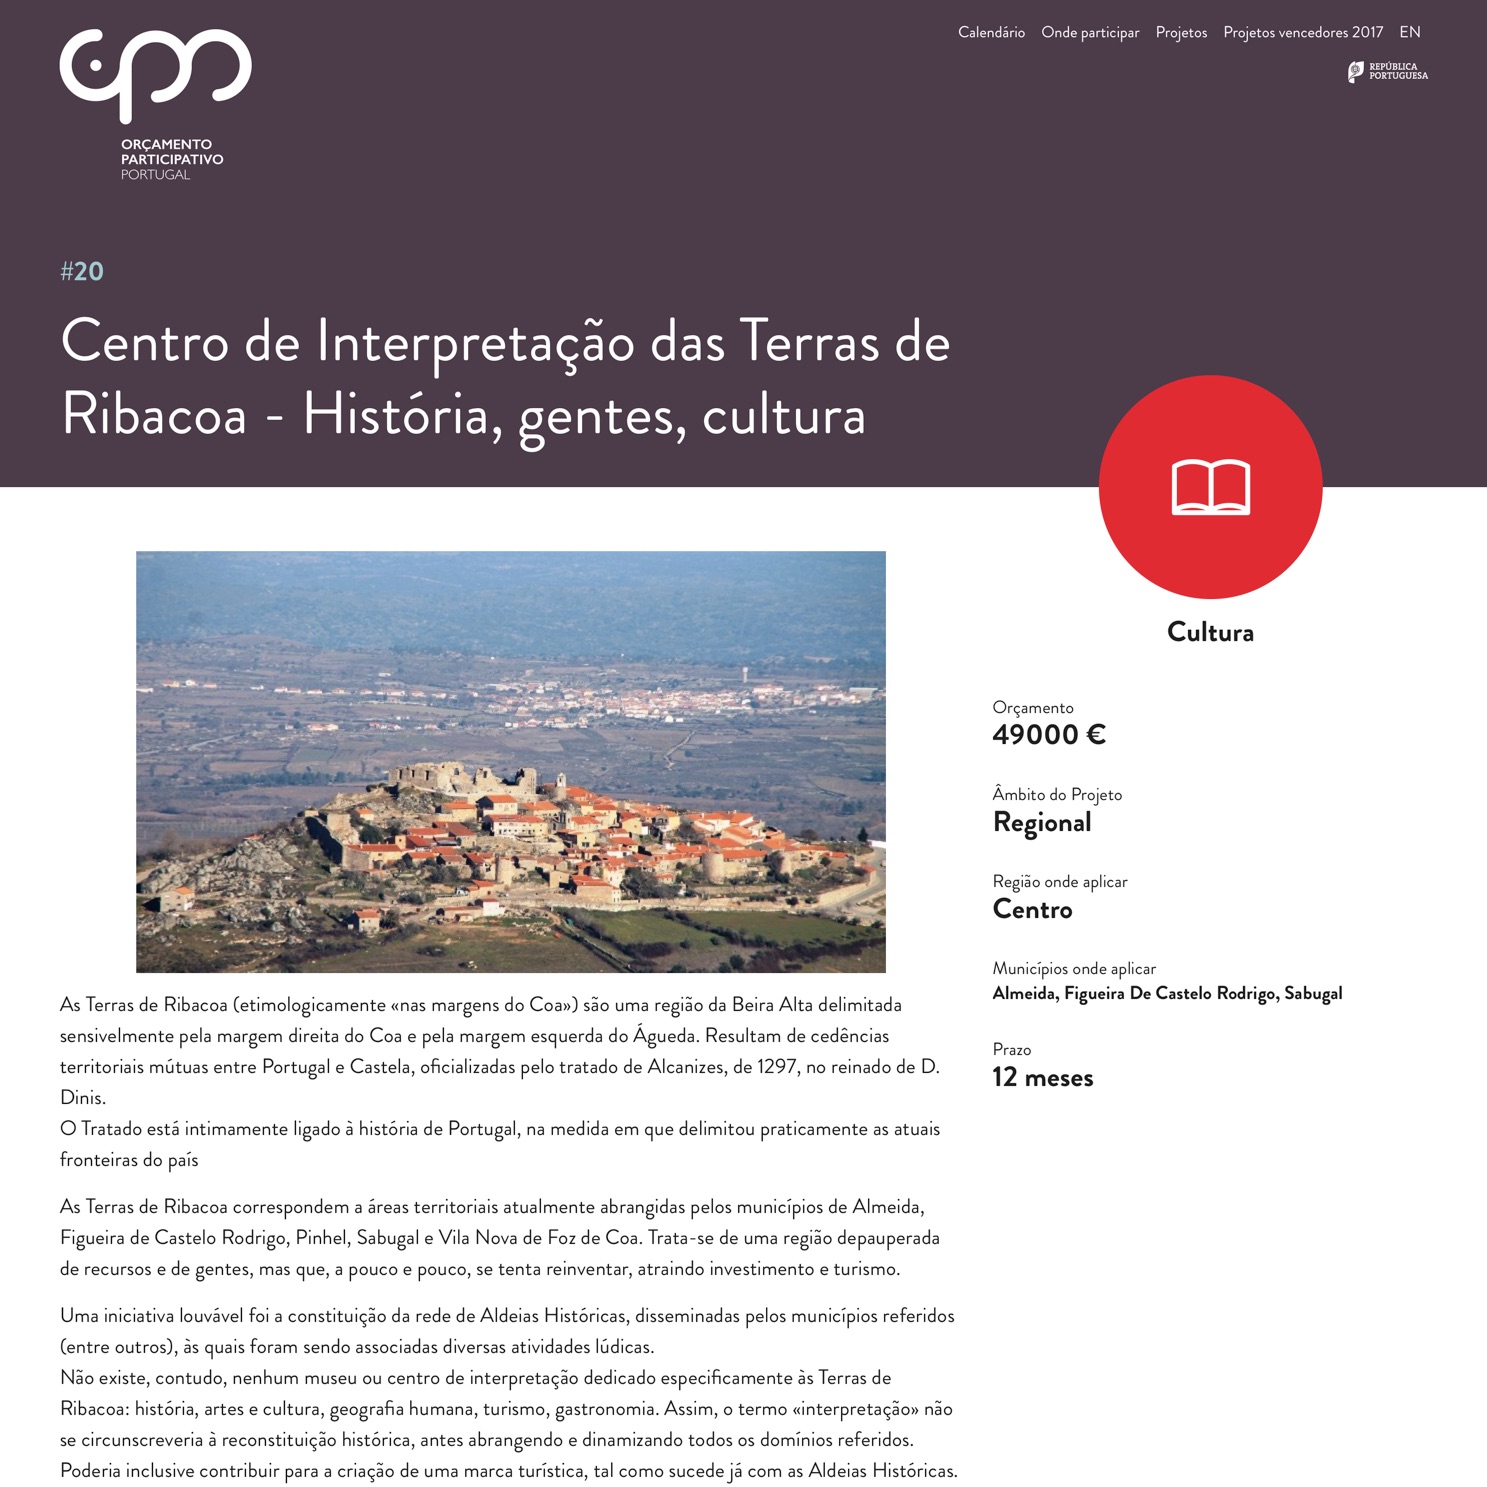 Calendário Onde participar Projetos Projetos vencedores 2017 EN
REPÚBLICA
PORTUGUESA
opp
ORÇAMENTO
PARTICIPATIVO
PORTUGAL
#20
Centro de Interpretação das Terras de
Ribacoa - História, gentes, cultura
Cultura
Orçamento
49000 €
Âmbito do Projeto
Regional
Região onde aplicar
Centro
Municípios onde aplicar
Almeida, Figueira De Castelo Rodrigo, Sabugal
Prazo
12 meses
As Terras de Ribacoa (etimologicamente «nas margens do Coa») são uma região da Beira Alta delimitada
sensivelmente pela margem direita do Coa e pela margem esquerda do Águeda. Resultam de cedências
territoriais mútuas entre Portugal e Castela, oficializadas pelo tratado de Alcanizes, de 1297, no reinado de D.
Dinis.
O Tratado está intimamente ligado à história de Portugal, na medida em que delimitou praticamente as atuais
fronteiras do país
As Terras de Ribacoa correspondem a áreas territoriais atualmente abrangidas pelos municípios de Almeida,
Figueira de Castelo Rodrigo, Pinhel, Sabugal e Vila Nova de Foz de Coa. Trata-se de uma região depauperada
de recursos e de gentes, mas que, a pouco e pouco, se tenta reinventar, atraindo investimento e turismo.
Uma iniciativa louvável foi a constituição da rede de Aldeias Históricas, disseminadas pelos municípios referidos
(entre outros), às quais foram sendo associadas diversas atividades lúdicas.
Não existe, contudo, nenhum museu ou centro de interpretação dedicado especificamente às Terras de
Ribacoa: história, artes e cultura, geografia humana, turismo, gastronomia. Assim, o termo «interpretação» não
se circunscreveria à reconstituição histórica, antes abrangendo e dinamizando todos os domínios referidos.
Poderia inclusive contribuir para a criação de uma marca turística, tal como sucede já com as Aldeias Históricas.